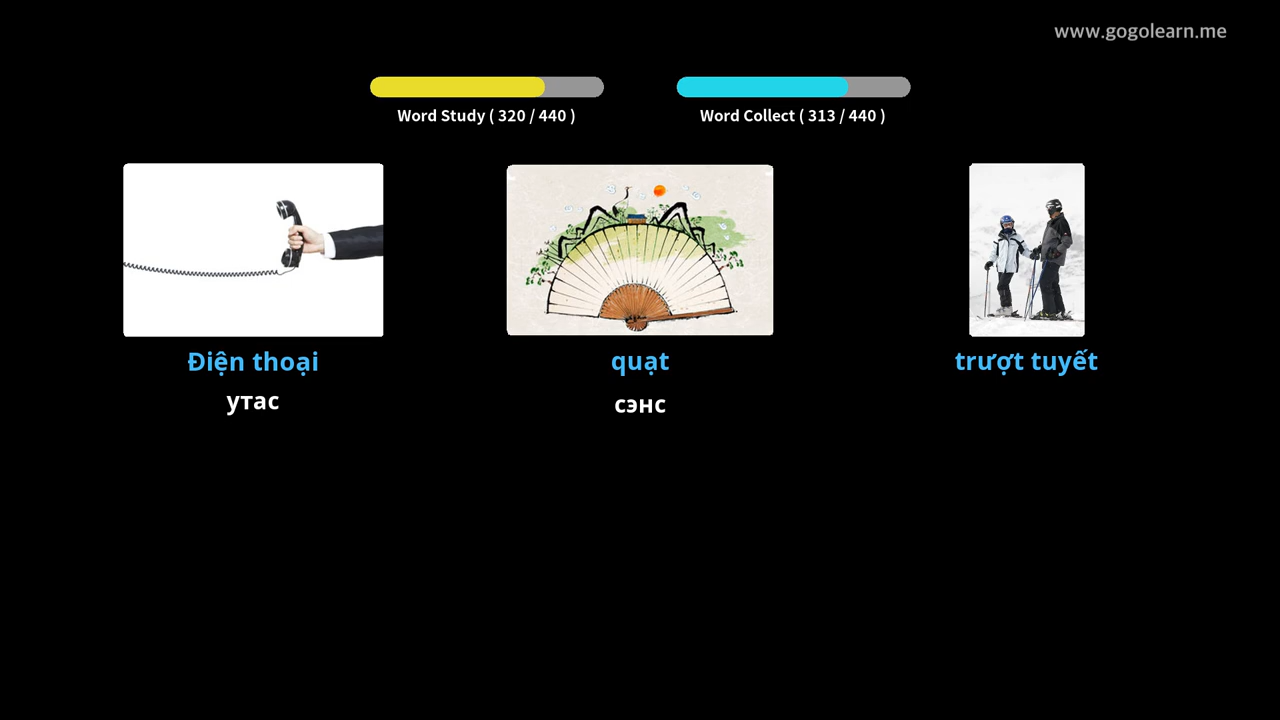 www.gogolearn.me
Word Study ( 320 / 440 )
Word Collect ( 313 / 440 )
Điện thoại
quạt
trượt tuyết
утас
сэнс